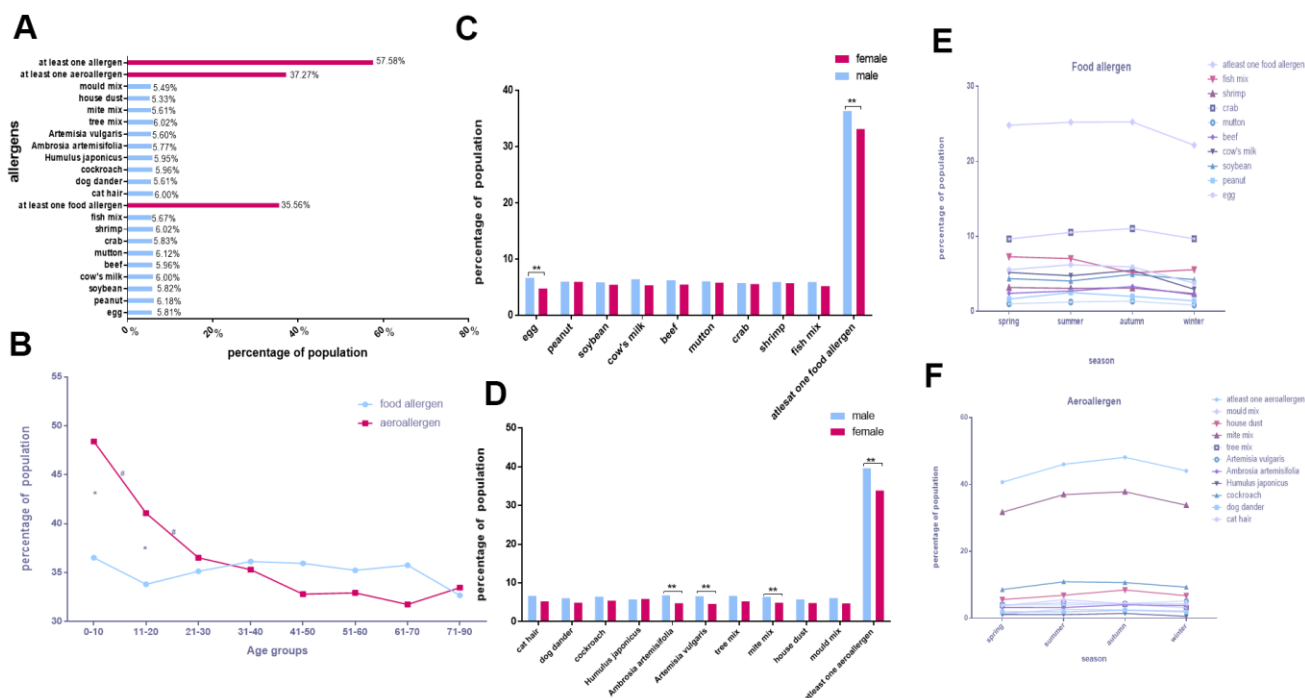 A
allergens
at least one allergen 57.58%
at least one aeroallergen 37.27%
mould mix 5.49%
house dust 5.33%
mite mix 5.61%
tree mix 6.02%
Artemisia vulgaris 5.60%
Ambrosia artemisifolia 5.77%
Humulus japonicus 5.95%
cockroach 5.96%
dog dander 5.61%
cat hair 6.00%
at least one food allergen 35.56%
fish mix 5.67%
shrimp 6.02%
crab 5.83%
mutton 6.12%
beef 5.96%
cow's milk 6.00%
soybean 5.82%
peanut 6.18%
egg 5.81%
0% 20% 40% 60% 80%
percentage of population
B
percentage of population
55
50
45
40
35
30
food allergen
aeroallergen
* # * #
0-10 11-20 21-30 31-40 41-50 51-60 61-70 71-90
Age groups
C
female
male
percentage of population
40
30
20
10
0
** **
egg peanut soybean cow's milk beef mutton crab shrimp fish mix atlesat one food allergen
D
male
female
percentage of population
50
40
30
20
10
0
** ** ** **
cat hair dog dander cockroach Humulus japonicus Ambrosia artemisifolia Artemisia vulgaris tree mix mite mix house dust mould mix atleast one aeroallergen
E
Food allergen
percentage of population
30
20
10
0
spring summer autumn winter
season
atleast one food allergen
fish mix
shrimp
crab
mutton
beef
cow's milk
soybean
peanut
egg
F
Aeroallergen
percentage of population
60
40
20
0
spring summer autumn winter
season
atleast one aeroallergen
mould mix
house dust
mite mix
tree mix
Artemisia vulgaris
Ambrosia artemisifolia
Humulus japonicus
cockroach
dog dander
cat hair